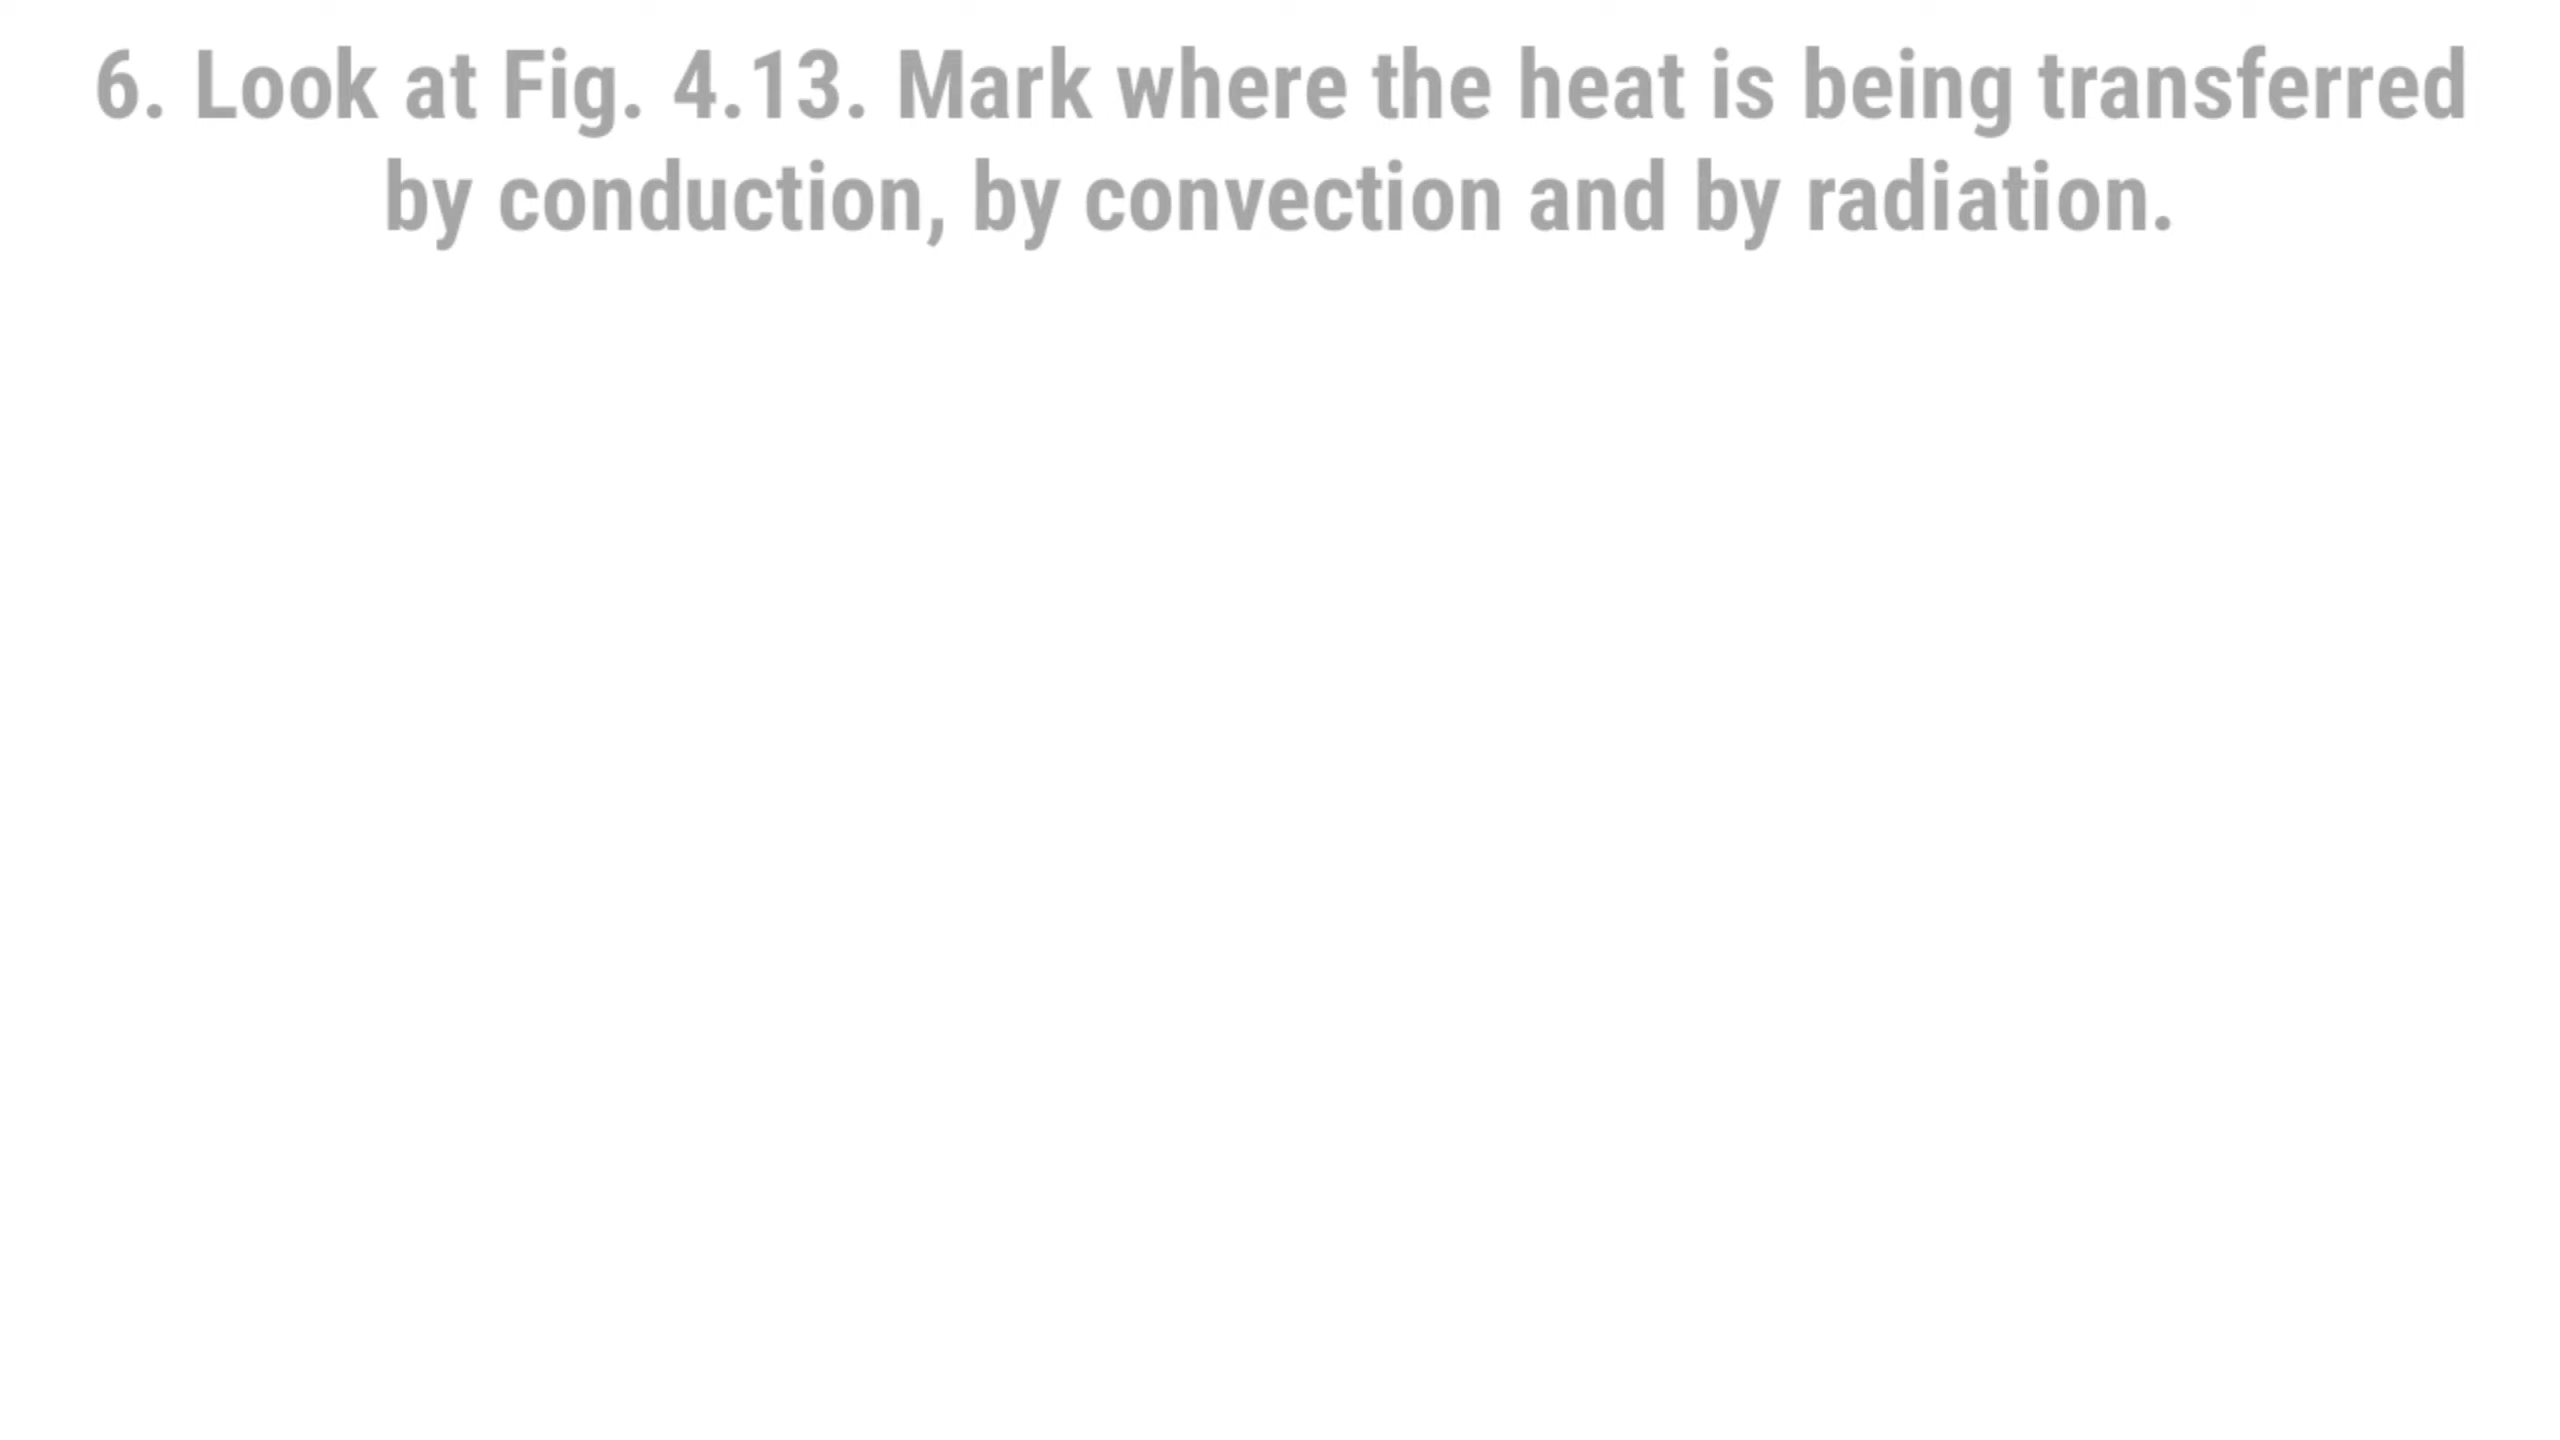 6. Look at Fig. 4.13. Mark where the heat is being transferred
by conduction, by convection and by radiation.